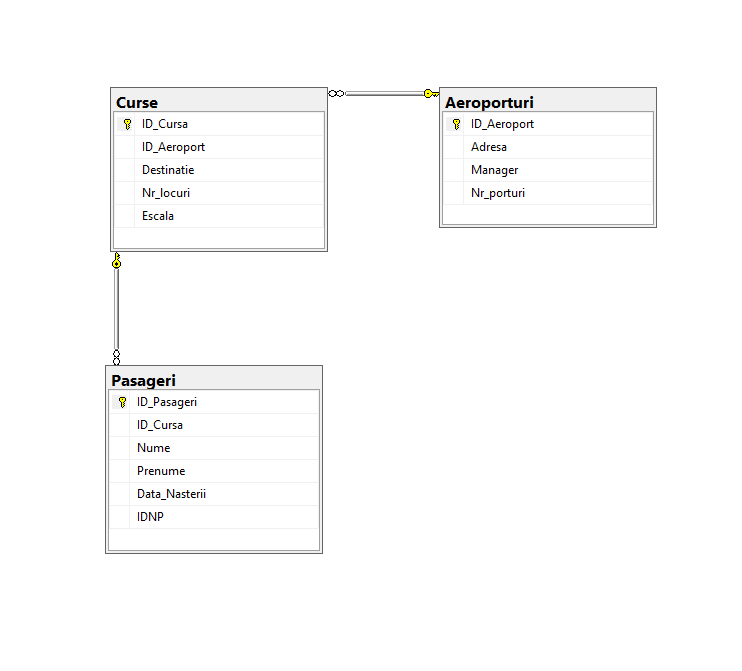 Curse
ID_Cursa
ID_Aeroport
Destinatie
Nr_locuri
Escala
Aeroporturi
ID_Aeroport
Adresa
Manager
Nr_porturi
Pasageri
ID_Pasageri
ID_Cursa
Nume
Prenume
Data_Nasterii
IDNP